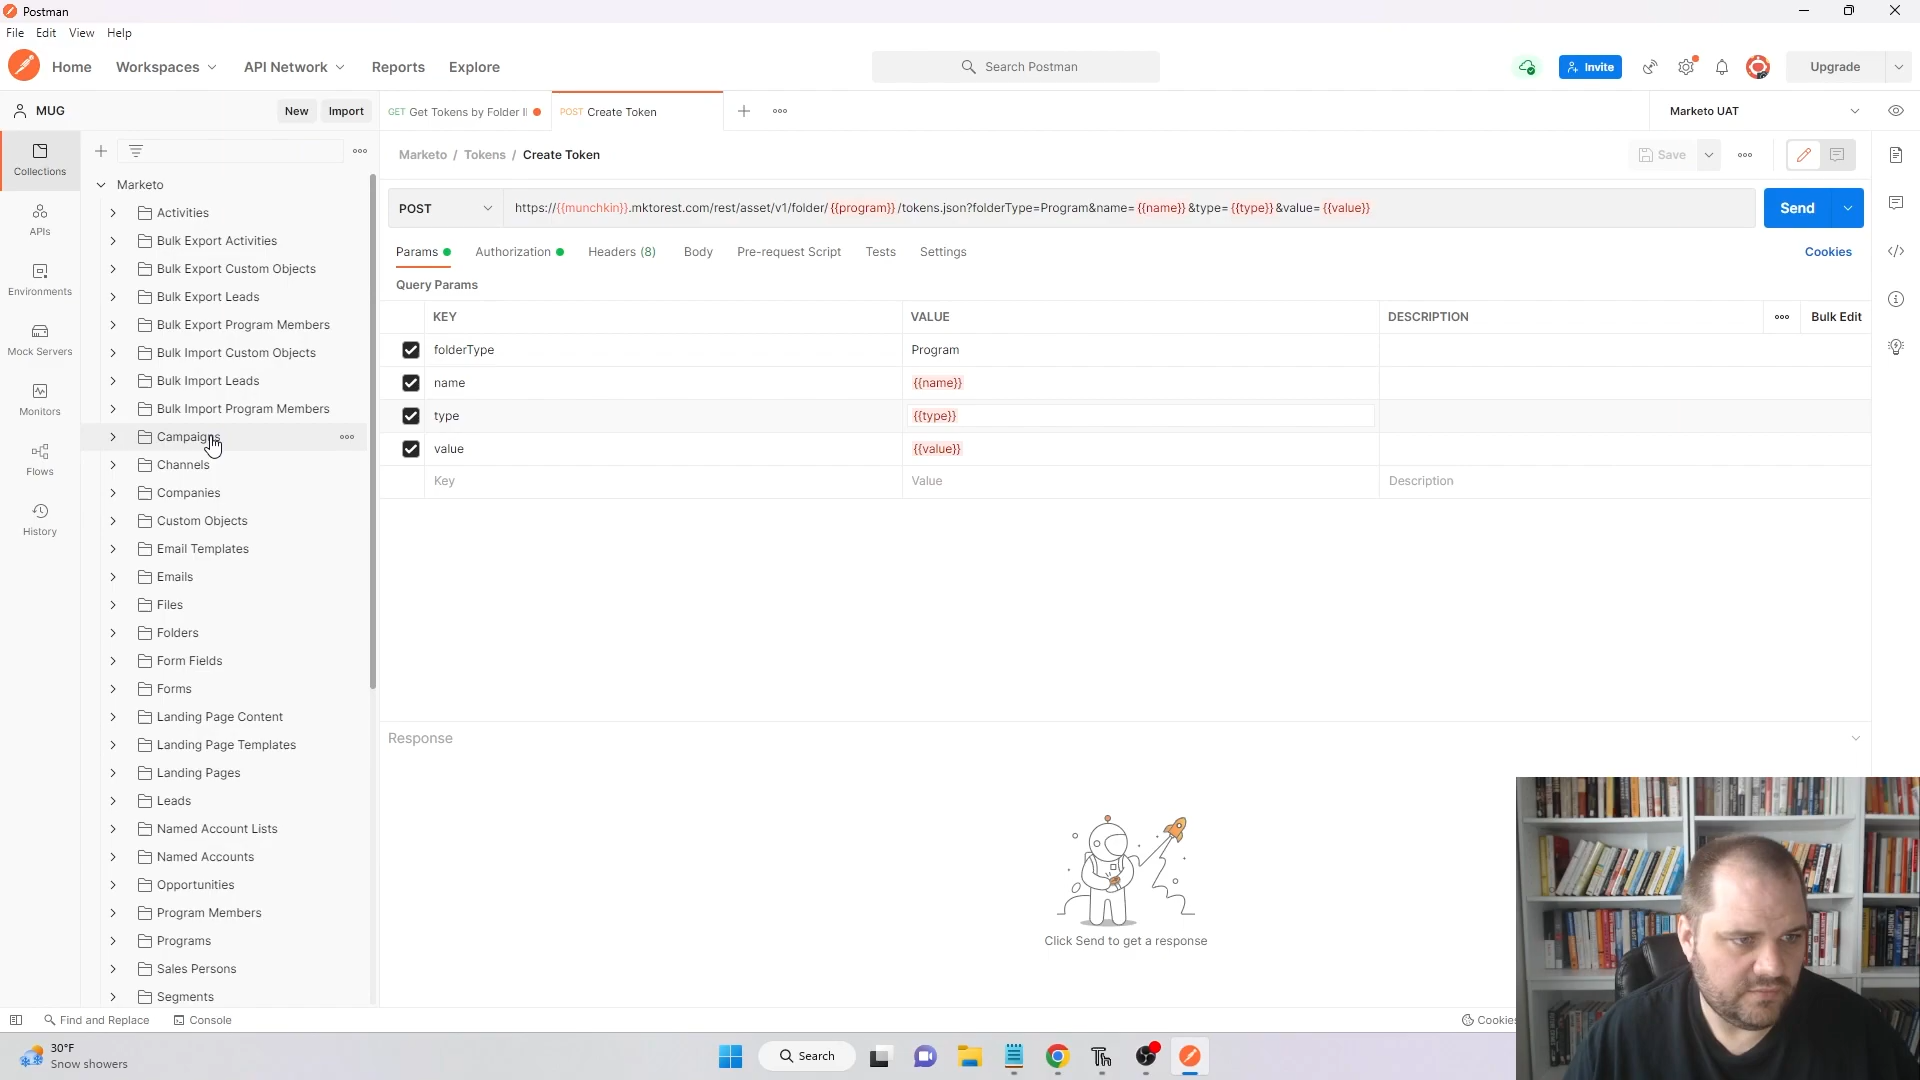 Postman
File Edit View Help
Home Workspaces API Network Reports Explore Search Postman Invite Upgrade
MUG New Import GET Get Tokens by Folder I POST Create Token Marketo UAT
Marketo / Tokens / Create Token Save
Collections
APIs
Environments
Mock Servers
Monitors
Flows
History
Marketo
Activities
Bulk Export Activities
Bulk Export Custom Objects
Bulk Export Leads
Bulk Export Program Members
Bulk Import Custom Objects
Bulk Import Leads
Bulk Import Program Members
Campaigns
Channels
Companies
Custom Objects
Email Templates
Emails
Files
Folders
Form Fields
Forms
Landing Page Content
Landing Page Templates
Landing Pages
Leads
Named Account Lists
Named Accounts
Opportunities
Program Members
Programs
Sales Persons
Segments
POST https://{{munchkin}}.mktorest.com/rest/asset/v1/folder/{{program}}/tokens.json?folderType=Program&name={{name}}&type={{type}}&value={{value}} Send
Params Authorization Headers (8) Body Pre-request Script Tests Settings Cookies
Query Params
KEY VALUE DESCRIPTION Bulk Edit
folderType Program
name {{name}}
type {{type}}
value {{value}}
Key Value Description
Response
Click Send to get a response
Find and Replace Console Cookies
30°F
Snow showers
Search